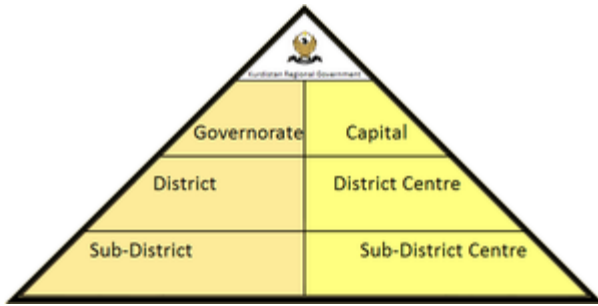 Kurdistan Regional Government
Governorate Capital
District District Centre
Sub-District Sub-District Centre